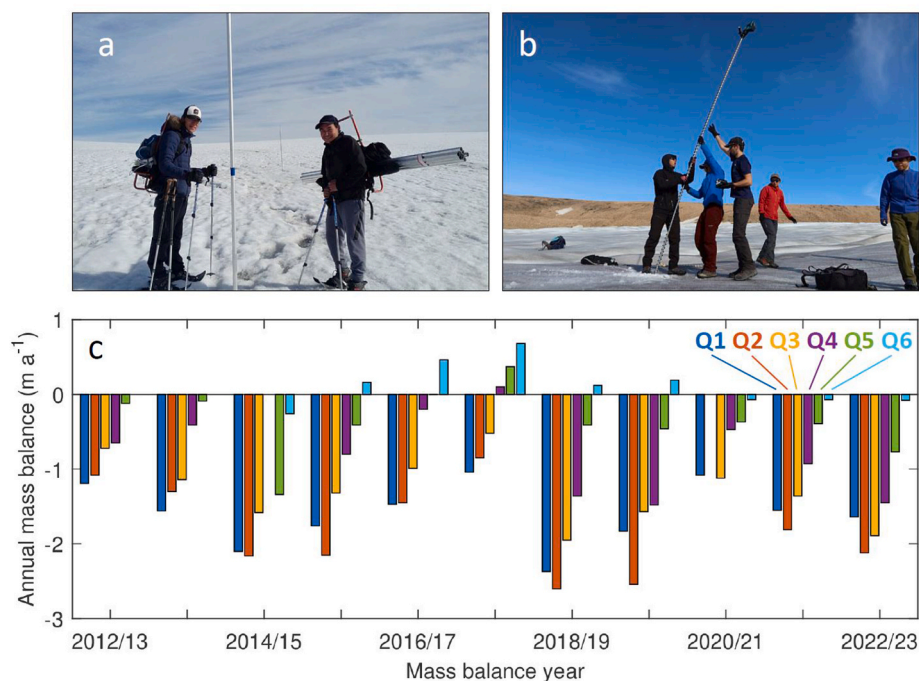 a
b
c
Q1 Q2 Q3 Q4 Q5 Q6
Annual mass balance (m a⁻¹)
1
0
-1
-2
-3
2012/13 2014/15 2016/17 2018/19 2020/21 2022/23
Mass balance year